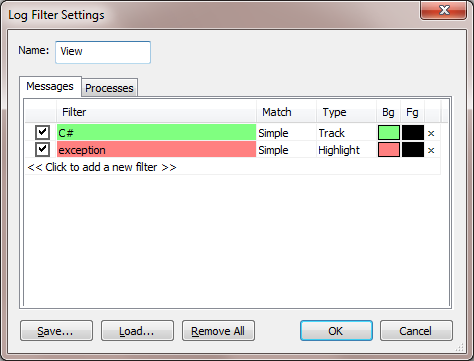 Log Filter Settings
Name: View
Messages Processes
Filter Match Type Bg Fg
C# Simple Track
exception Simple Highlight
<< Click to add a new filter >>
Save... Load... Remove All OK Cancel